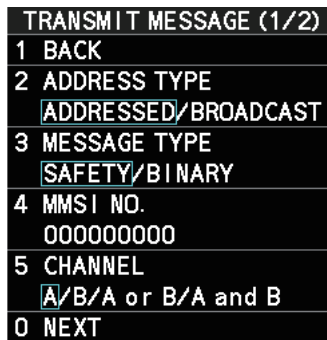 TRANSMIT MESSAGE (1/2)
1 BACK
2 ADDRESS TYPE
ADDRESSED/BROADCAST
3 MESSAGE TYPE
SAFETY/BINARY
4 MMSI NO.
000000000
5 CHANNEL
A/B/A or B/A and B
0 NEXT